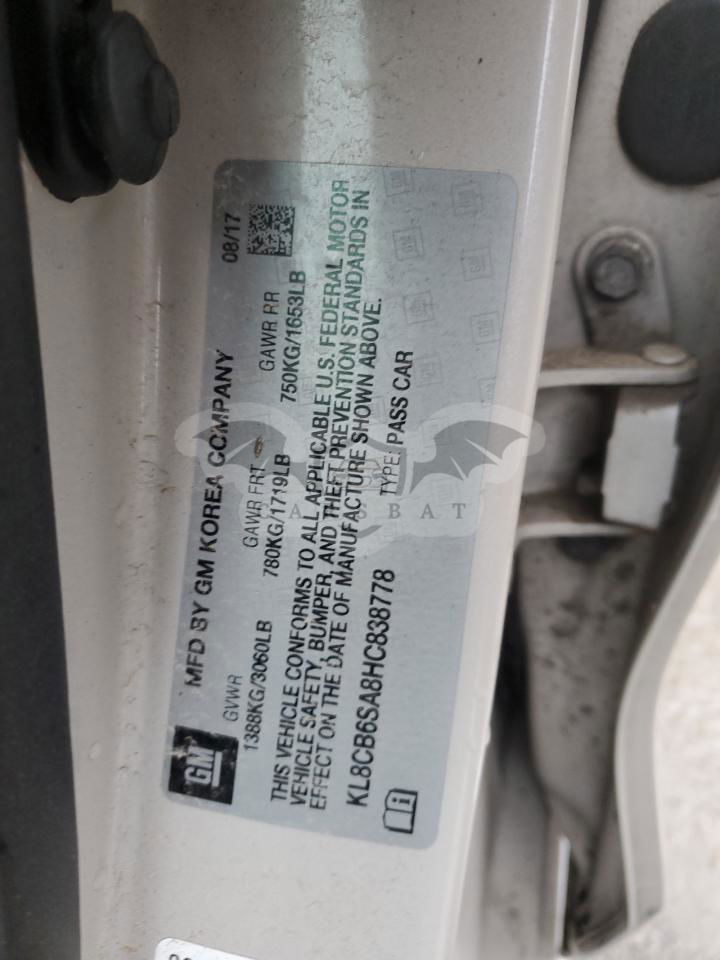 MFD BY GM KOREA COMPANY 08/17
GM
GVWR GAWR FRT GAWR RR
1388KG/3060LB 780KG/1719LB 750KG/1653LB
THIS VEHICLE CONFORMS TO ALL APPLICABLE U.S. FEDERAL MOTOR
VEHICLE SAFETY, BUMPER, AND THEFT PREVENTION STANDARDS IN
EFFECT ON THE DATE OF MANUFACTURE SHOWN ABOVE.
KL8CB6SA8HC838778 TYPE: PASS CAR